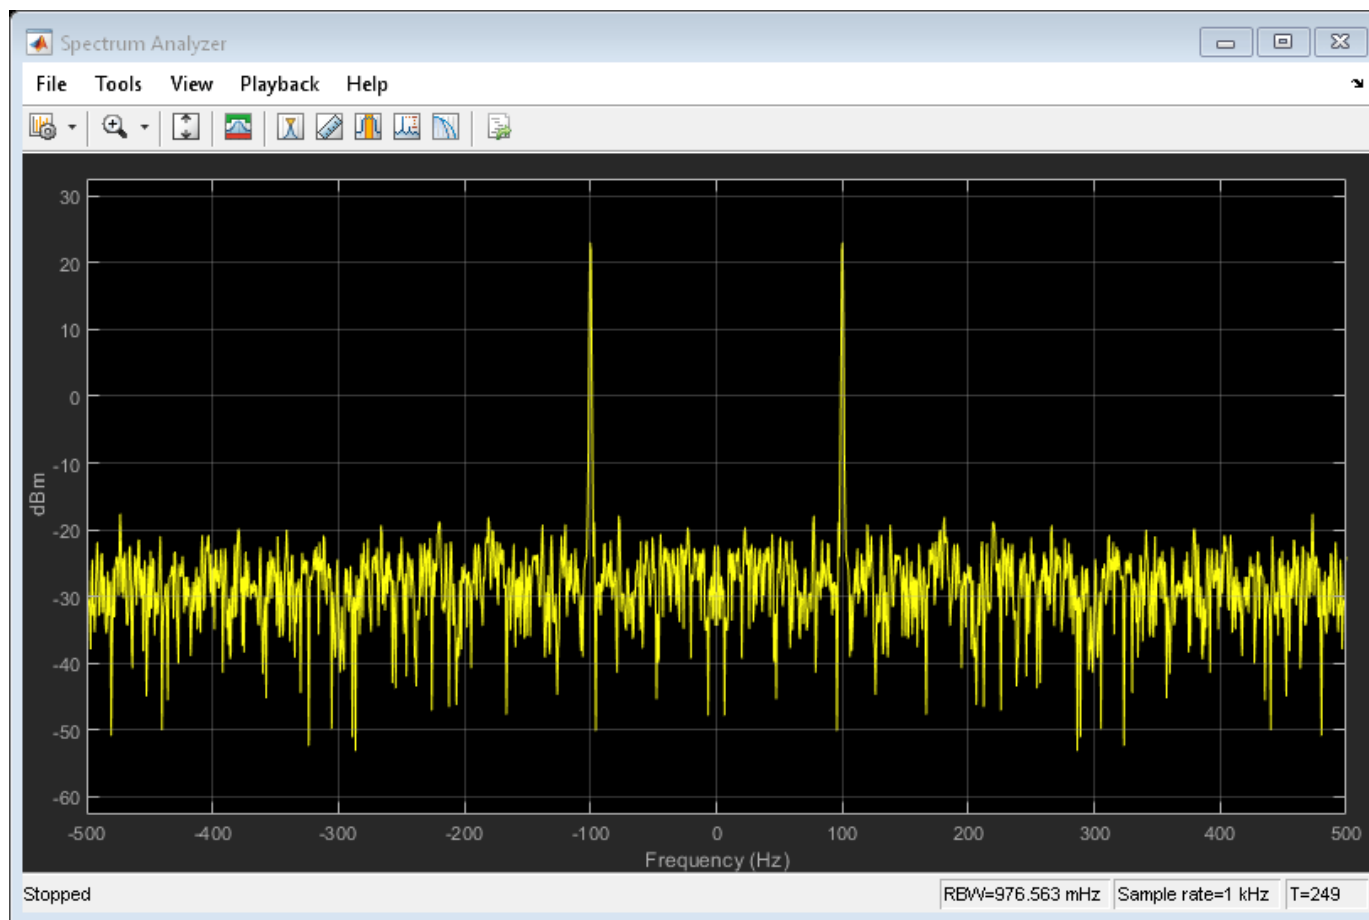 Spectrum Analyzer
File Tools View Playback Help
30
20
10
0
-10
-20
-30
-40
-50
-60
dBm
-500 -400 -300 -200 -100 0 100 200 300 400 500
Frequency (Hz)
Stopped RBW=976.563 mHz Sample rate=1 kHz T=249